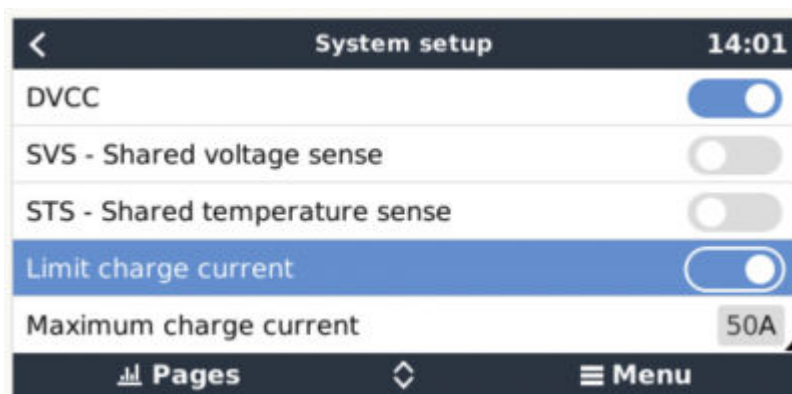 System setup 14:01
DVCC
SVS - Shared voltage sense
STS - Shared temperature sense
Limit charge current
Maximum charge current 50A
Pages Menu